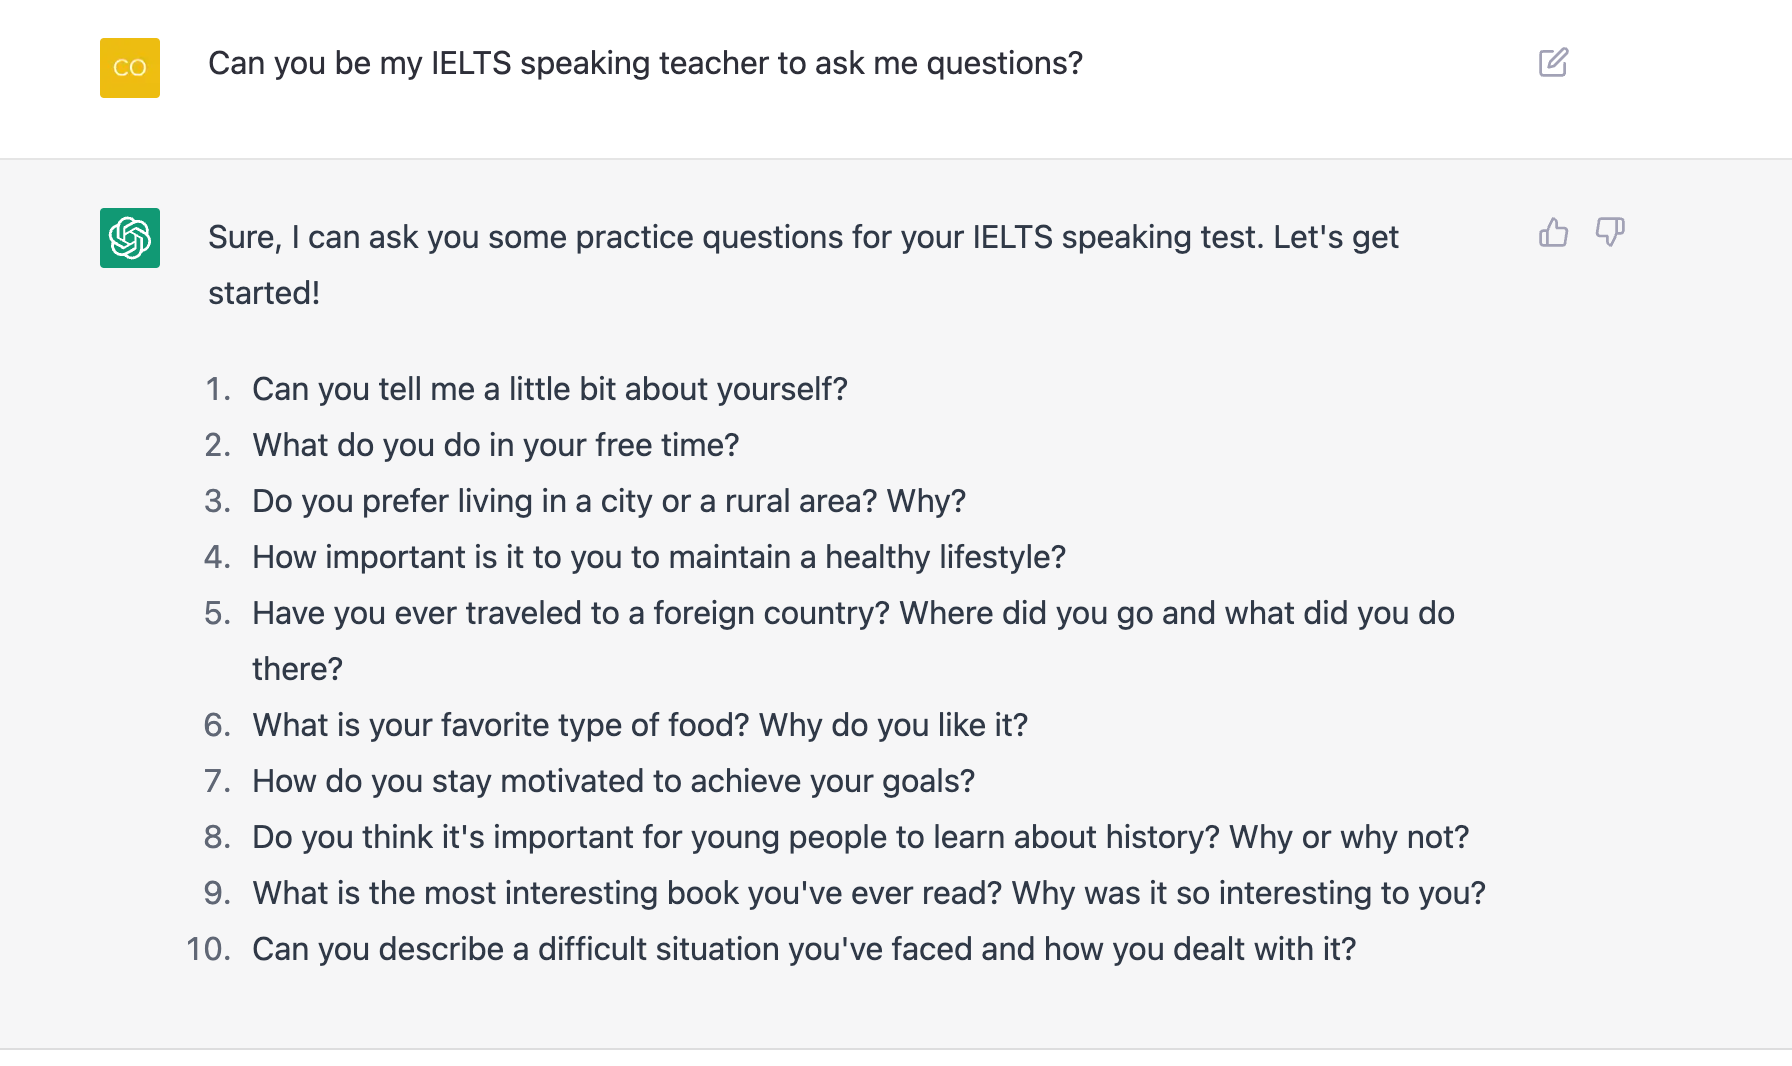 CO
Can you be my IELTS speaking teacher to ask me questions?
Sure, I can ask you some practice questions for your IELTS speaking test. Let's get
started!
1. Can you tell me a little bit about yourself?
2. What do you do in your free time?
3. Do you prefer living in a city or a rural area? Why?
4. How important is it to you to maintain a healthy lifestyle?
5. Have you ever traveled to a foreign country? Where did you go and what did you do
there?
6. What is your favorite type of food? Why do you like it?
7. How do you stay motivated to achieve your goals?
8. Do you think it's important for young people to learn about history? Why or why not?
9. What is the most interesting book you've ever read? Why was it so interesting to you?
10. Can you describe a difficult situation you've faced and how you dealt with it?